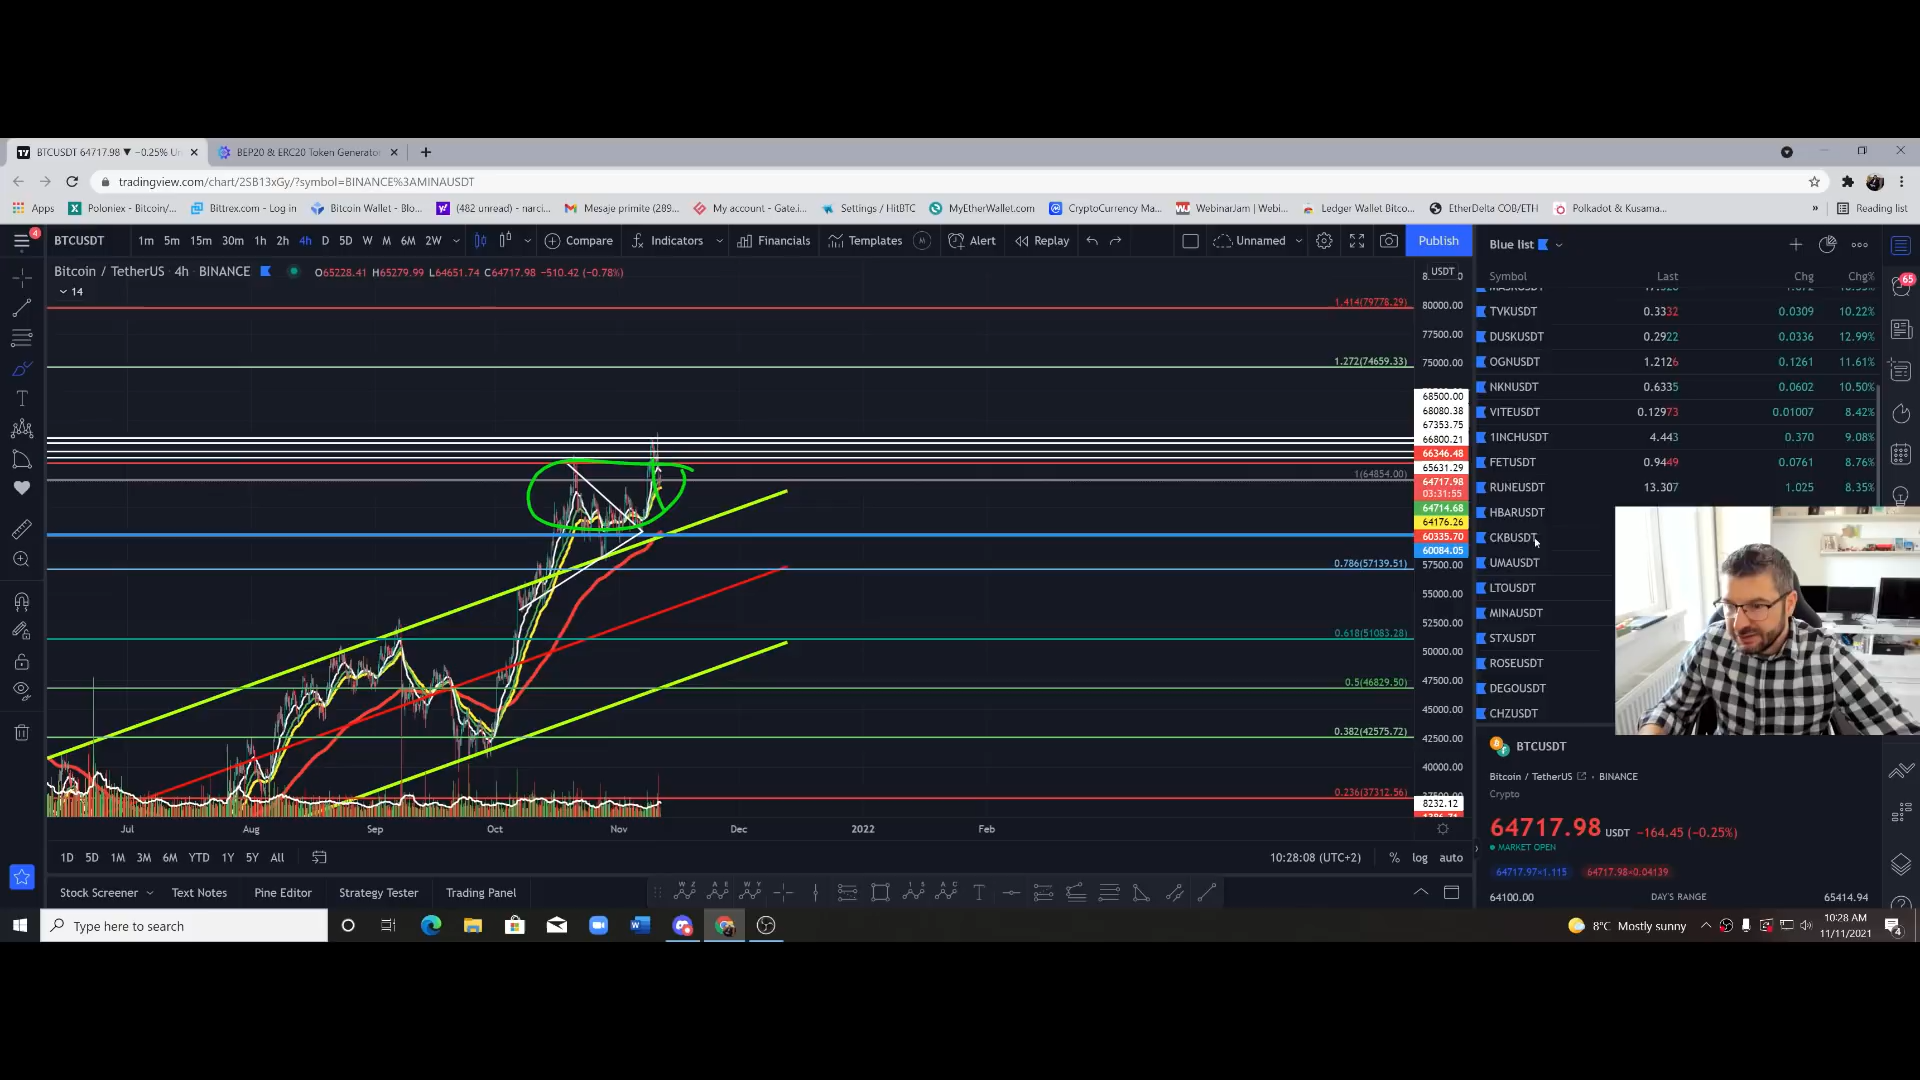 BTCUSDT 64717.98 ▼ −0.25% Un
BEP20 & ERC20 Token Generator
tradingview.com/chart/2SB13xGy/?symbol=BINANCE%3AMINAUSDT
Apps Poloniex - Bitcoin/... Bittrex.com - Log in Bitcoin Wallet - Blo... (482 unread) - narci... Mesaje primite (289... My account - Gate.i... Settings / HitBTC MyEtherWallet.com CryptoCurrency Ma... WebinarJam | Webi... Ledger Wallet Bitco... EtherDelta COB/ETH Polkadot & Kusama... » Reading list
4
BTCUSDT 1m 5m 15m 30m 1h 2h 4h D 5D W M 6M 2W Compare Indicators Financials Templates M Alert Replay Unnamed Publish
Blue list
Bitcoin / TetherUS · 4h · BINANCE O65228.41 H65279.99 L64651.74 C64717.98 −510.42 (−0.78%)
14
USDT
1.414(79778.29)
1.272(74659.33)
1(64854.00)
0.786(57139.51)
0.618(51083.28)
0.5(46829.50)
0.382(42575.72)
0.236(37312.56)
80000.00
77500.00
75000.00
68500.00
68080.38
67353.75
66800.21
66346.48
65631.29
64717.98
03:31:55
64714.68
64176.26
60335.70
60084.05
57500.00
55000.00
52500.00
50000.00
47500.00
45000.00
42500.00
40000.00
8232.12
Jul Aug Sep Oct Nov Dec 2022 Feb
Symbol Last Chg Chg%
TVKUSDT 0.3332 0.0309 10.22%
DUSKUSDT 0.2922 0.0336 12.99%
OGNUSDT 1.2126 0.1261 11.61%
NKNUSDT 0.6335 0.0602 10.50%
VITEUSDT 0.12973 0.01007 8.42%
1INCHUSDT 4.443 0.370 9.08%
FETUSDT 0.9449 0.0761 8.76%
RUNEUSDT 13.307 1.025 8.35%
HBARUSDT
CKBUSDT
UMAUSDT
LTOUSDT
MINAUSDT
STXUSDT
ROSEUSDT
DEGOUSDT
CHZUSDT
65
BTCUSDT
Bitcoin / TetherUS · BINANCE
Crypto
64717.98 USDT −164.45 (−0.25%)
MARKET OPEN
64717.97×1.115 64717.98×0.04139
64100.00 DAY'S RANGE 65414.94
1D 5D 1M 3M 6M YTD 1Y 5Y All
10:28:08 (UTC+2) % log auto
Stock Screener Text Notes Pine Editor Strategy Tester Trading Panel
Type here to search
8°C Mostly sunny
10:28 AM
11/11/2021
4